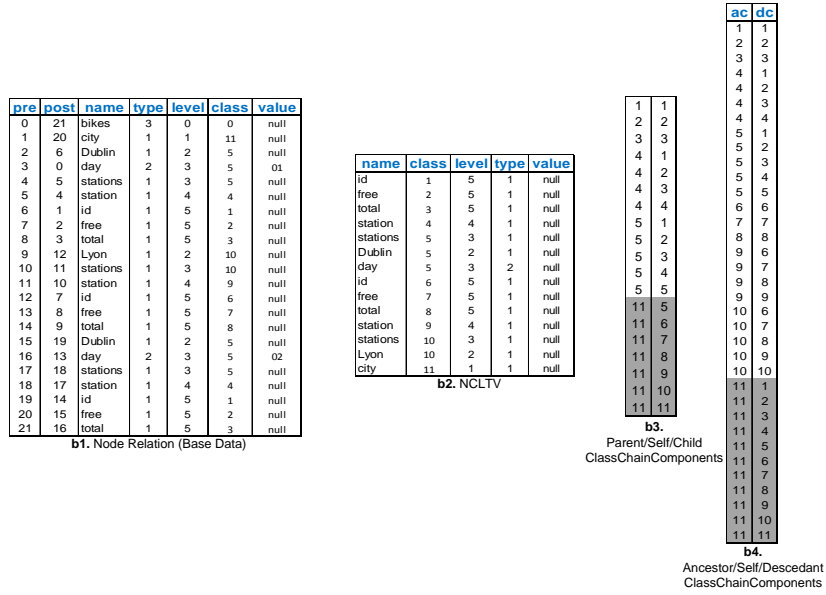 pre post name type level class value
0 21 bikes 3 0 0 null
1 20 city 1 1 11 null
2 6 Dublin 1 2 5 null
3 0 day 2 3 5 01
4 5 stations 1 3 5 null
5 4 station 1 4 4 null
6 1 id 1 5 1 null
7 2 free 1 5 2 null
8 3 total 1 5 3 null
9 12 Lyon 1 2 10 null
10 11 stations 1 3 10 null
11 10 station 1 4 9 null
12 7 id 1 5 6 null
13 8 free 1 5 7 null
14 9 total 1 5 8 null
15 19 Dublin 1 2 5 null
16 13 day 2 3 5 02
17 18 stations 1 3 5 null
18 17 station 1 4 4 null
19 14 id 1 5 1 null
20 15 free 1 5 2 null
21 16 total 1 5 3 null
b1. Node Relation (Base Data)
name class level type value
id 1 5 1 null
free 2 5 1 null
total 3 5 1 null
station 4 4 1 null
stations 5 3 1 null
Dublin 5 2 1 null
day 5 3 2 null
id 6 5 1 null
free 7 5 1 null
total 8 5 1 null
station 9 4 1 null
stations 10 3 1 null
Lyon 10 2 1 null
city 11 1 1 null
b2. NCLTV
1 1
2 2
3 3
4 1
4 2
4 3
4 4
5 1
5 2
5 3
5 4
5 5
11 5
11 6
11 7
11 8
11 9
11 10
11 11
b3.
Parent/Self/Child
ClassChainComponents
ac dc
1 1
2 2
3 3
4 1
4 2
4 3
4 4
5 1
5 2
5 3
5 4
5 5
6 6
7 7
8 8
9 6
9 7
9 8
9 9
10 6
10 7
10 8
10 9
10 10
11 1
11 2
11 3
11 4
11 5
11 6
11 7
11 8
11 9
11 10
11 11
b4.
Ancestor/Self/Descedant
ClassChainComponents